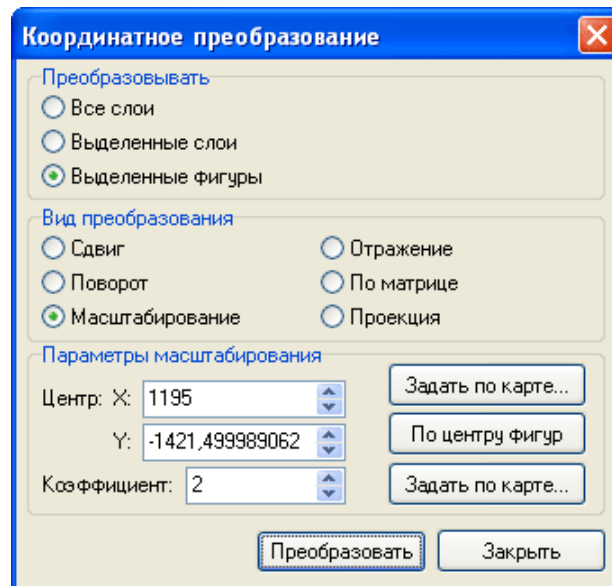 Координатное преобразование
Преобразовывать
Все слои
Выделенные слои
Выделенные фигуры
Вид преобразования
Сдвиг
Отражение
Поворот
По матрице
Масштабирование
Проекция
Параметры масштабирования
Центр: X: 1195
Задать по карте...
Y: -1421,499989062
По центру фигур
Коэффициент: 2
Задать по карте...
Преобразовать
Закрыть